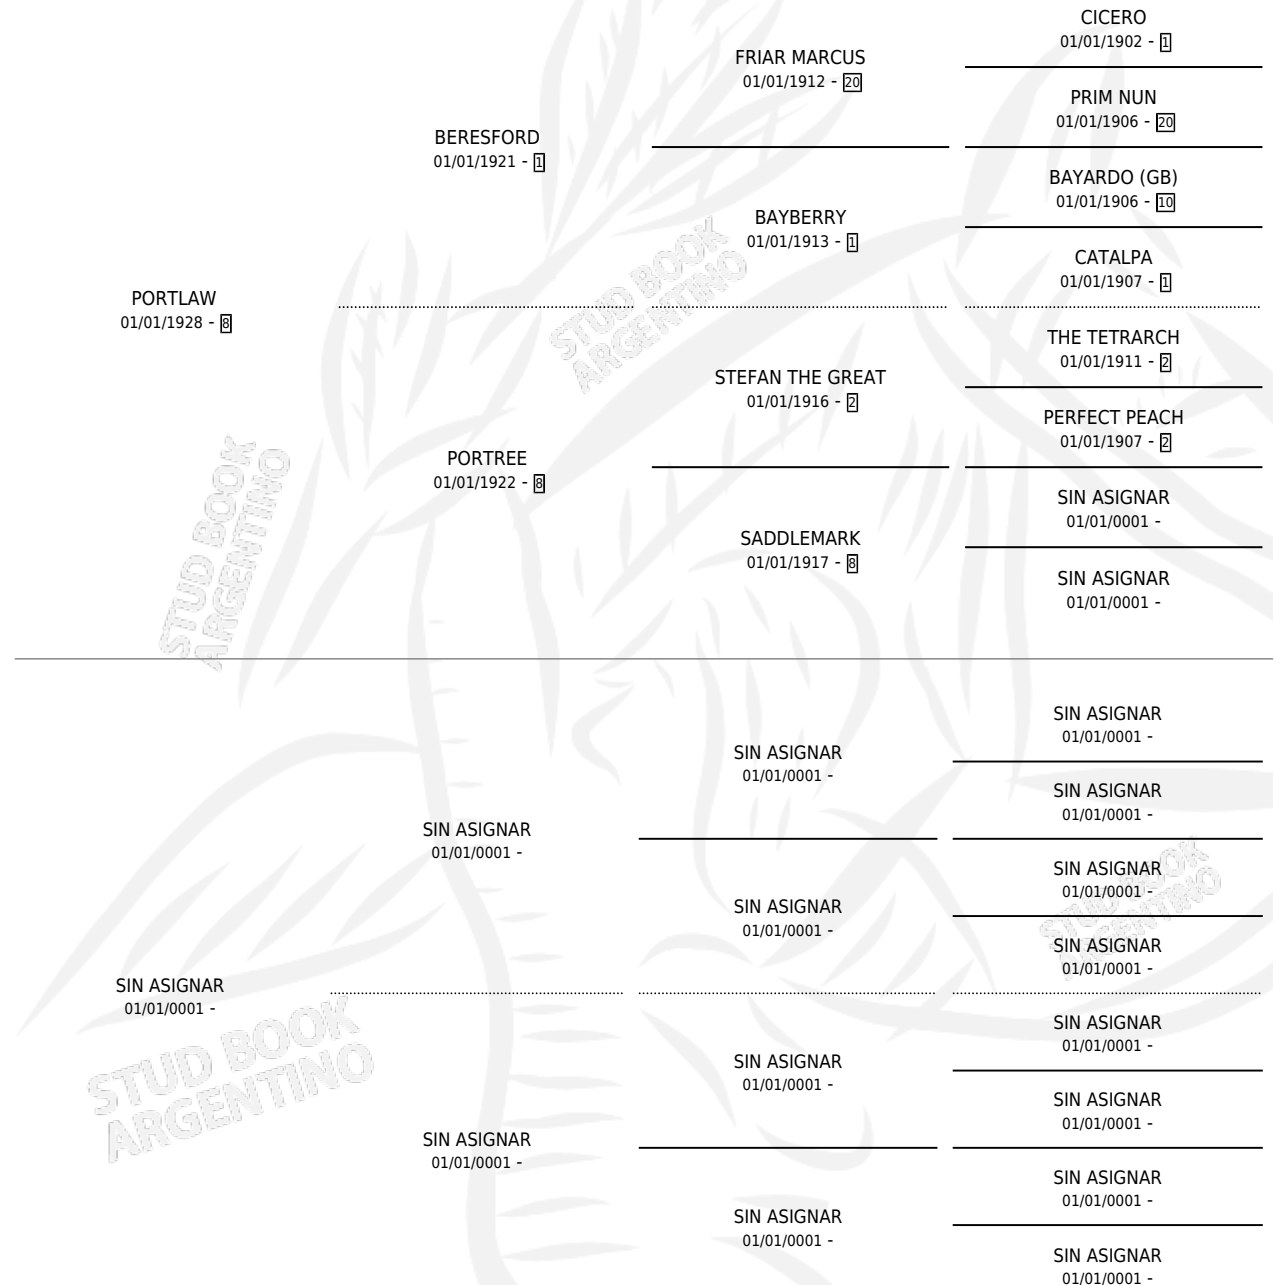 CICERO
01/01/1902 - 1
FRIAR MARCUS
01/01/1912 - 20
PRIM NUN
01/01/1906 - 20
BERESFORD
01/01/1921 - 1
BAYARDO (GB)
01/01/1906 - 10
BAYBERRY
01/01/1913 - 1
CATALPA
01/01/1907 - 1
PORTLAW
01/01/1928 - 8
THE TETRARCH
01/01/1911 - 2
STEFAN THE GREAT
01/01/1916 - 2
PERFECT PEACH
01/01/1907 - 2
PORTREE
01/01/1922 - 8
SIN ASIGNAR
01/01/0001 -
SADDLEMARK
01/01/1917 - 8
SIN ASIGNAR
01/01/0001 -
STUD BOOK
ARGENTINO
STUD BOOK
ARGENTINO
SIN ASIGNAR
01/01/0001 -
SIN ASIGNAR
01/01/0001 -
SIN ASIGNAR
01/01/0001 -
SIN ASIGNAR
01/01/0001 -
SIN ASIGNAR
01/01/0001 -
SIN ASIGNAR
01/01/0001 -
SIN ASIGNAR
01/01/0001 -
SIN ASIGNAR
01/01/0001 -
SIN ASIGNAR
01/01/0001 -
SIN ASIGNAR
01/01/0001 -
SIN ASIGNAR
01/01/0001 -
SIN ASIGNAR
01/01/0001 -
SIN ASIGNAR
01/01/0001 -
SIN ASIGNAR
01/01/0001 -
SIN ASIGNAR
01/01/0001 -
STUD BOOK
ARGENTINO
STUD BOOK
ARGENTINO